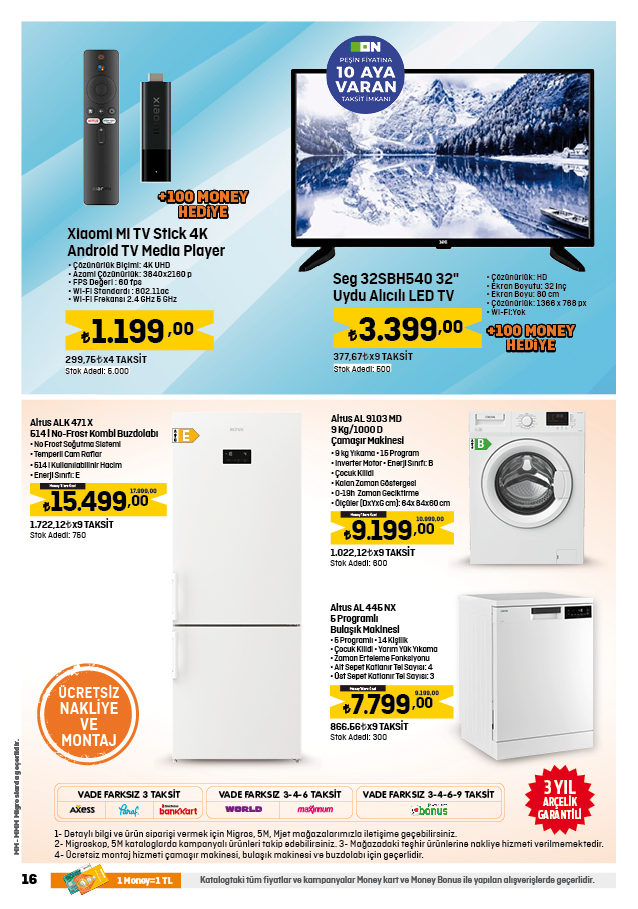 ON
PEŞİN FİYATINA
10 AYA
VARAN
TAKSİT İMKANI
xiaomi
+100 MONEY
HEDİYE
Xiaomi Mi TV Stick 4K
Android TV Media Player
• Çözünürlük Biçimi: 4K UHD
• Azami Çözünürlük: 3840x2160 p
• FPS Değeri : 60 fps
• Wi-Fi Standardı : 802.11ac
• Wi-Fi Frekansı 2.4 GHz 5 GHz
₺1.199,00
299,75₺x4 TAKSİT
Stok Adedi: 5.000
SEG
Seg 32SBH540 32"
Uydu Alıcılı LED TV
• Çözünürlük: HD
• Ekran Boyutu: 32 inç
• Ekran Boyu: 80 cm
• Çözünürlük: 1366 x 768 px
• Wi-Fi:Yok
₺3.399,00
+100 MONEY
HEDİYE
377,67₺x9 TAKSİT
Stok Adedi: 500
Altus ALK 471 X
514 l No-Frost Kombi Buzdolabı
• No Frost Soğutma Sistemi
• Temperli Cam Raflar
• 514 l Kullanılabilir Hacim
• Enerji Sınıfı: E
17.090,00
₺15.499,00
1.722,12₺x9 TAKSİT
Stok Adedi: 750
E
ALTUS
Altus AL 9103 MD
9 Kg/1000 D
Çamaşır Makinesi
• 9 kg Yıkama • 15 Program
• Inverter Motor • Enerji Sınıfı: B
• Çocuk Kilidi
• Kalan Zaman Göstergesi
• 0-19h Zaman Geciktirme
• Ölçüler (DxYxG cm): 64x84x60 cm
10.090,00
₺9.199,00
1.022,12₺x9 TAKSİT
Stok Adedi: 600
B
Altus AL 445 NX
5 Programlı
Bulaşık Makinesi
• 5 Programlı • 14 Kişilik
• Çocuk Kilidi • Yarım Yük Yıkama
• Zaman Erteleme Fonksiyonu
• Alt Sepet Katlanır Tel Sayısı: 4
• Üst Sepet Katlanır Tel Sayısı: 3
9.190,00
₺7.799,00
866.56₺x9 TAKSİT
Stok Adedi: 300
ÜCRETSİZ
NAKLİYE
VE
MONTAJ
VADE FARKSIZ 3 TAKSİT
axess Paraf bankkart
VADE FARKSIZ 3-4-6 TAKSİT
WORLD maximum
VADE FARKSIZ 3-4-6-9 TAKSİT
bonus
3 YIL
ARÇELİK
GARANTİLİ
MM - MMM Migroslarda geçerlidir.
1- Detaylı bilgi ve ürün siparişi vermek için Migros, 5M, Mjet mağazalarımızla iletişime geçebilirsiniz.
2- Migroskop, 5M kataloglarda kampanyalı ürünleri takip edebilirsiniz. 3- Mağazadaki teşhir ürünlerine nakliye hizmeti verilmemektedir.
4- Ücretsiz montaj hizmeti çamaşır makinesi, bulaşık makinesi ve buzdolabı için geçerlidir.
16
1 Money=1 TL
Katalogtaki tüm fiyatlar ve kampanyalar Money kart ve Money Bonus ile yapılan alışverişlerde geçerlidir.